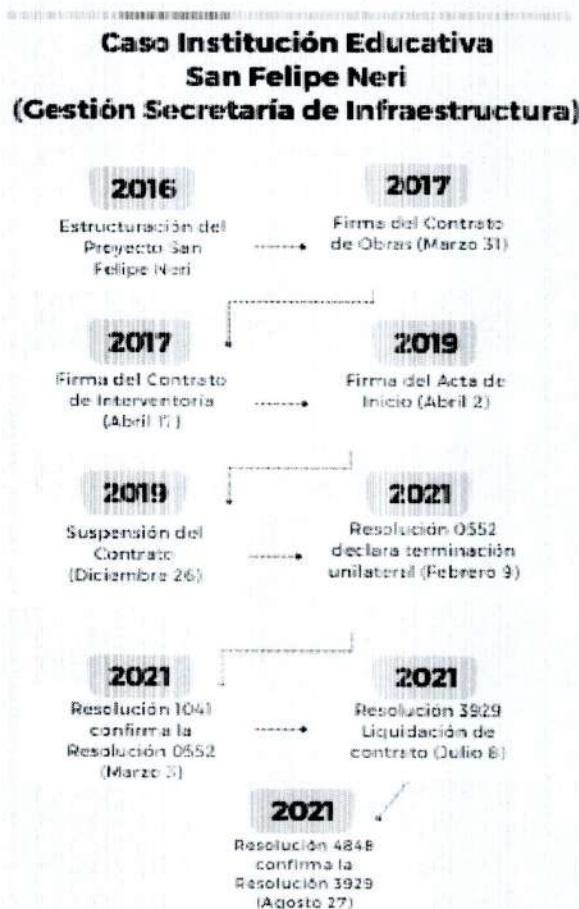 Caso Institución Educativa
San Felipe Neri
(Gestión Secretaría de Infraestructura)
2016
Estructuración del
Proyecto San
Felipe Neri
2017
Firma del Contrato
de Obras (Marzo 31)
2017
Firma del Contrato
de Interventoría
(Abril 17)
2019
Firma del Acta de
Inicio (Abril 2)
2019
Suspensión del
Contrato
(Diciembre 26)
2021
Resolución 0552
declara terminación
unilateral (Febrero 9)
2021
Resolución 1041
confirma la
Resolución 0552
(Marzo 3)
2021
Resolución 3929
Liquidación de
contrato (Julio 8)
2021
Resolución 4848
confirma la
Resolución 3929
(Agosto 27)